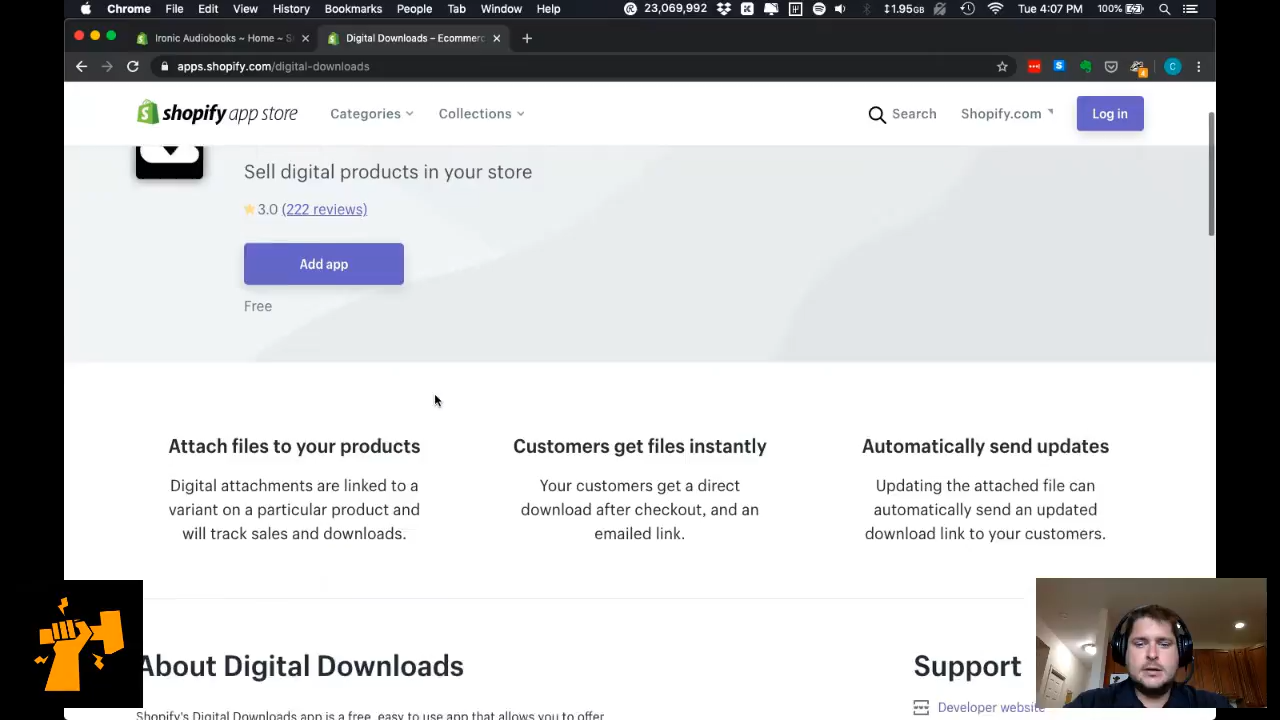 Chrome File Edit View History Bookmarks People Tab Window Help 23,069,992 1.95GB Tue 4:07 PM 100%
Ironic Audiobooks ~ Home ~ S
Digital Downloads – Ecommerc
apps.shopify.com/digital-downloads
shopify app store Categories Collections Search Shopify.com Log in
Sell digital products in your store
3.0 (222 reviews)
Add app
Free
Attach files to your products
Digital attachments are linked to a
variant on a particular product and
will track sales and downloads.
Customers get files instantly
Your customers get a direct
download after checkout, and an
emailed link.
Automatically send updates
Updating the attached file can
automatically send an updated
download link to your customers.
About Digital Downloads
Shopify's Digital Downloads app is a free, easy to use app that allows you to offer
Support
Developer website